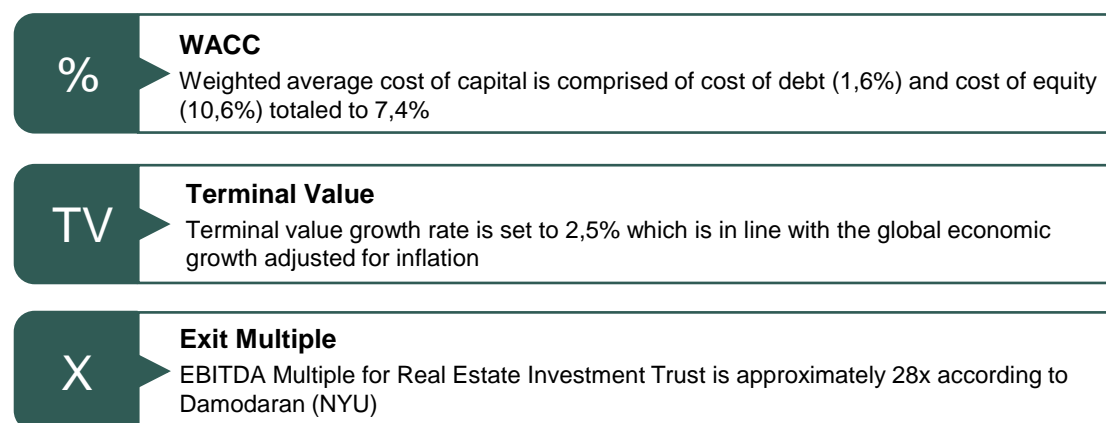 %
WACC
Weighted average cost of capital is comprised of cost of debt (1,6%) and cost of equity
(10,6%) totaled to 7,4%
TV
Terminal Value
Terminal value growth rate is set to 2,5% which is in line with the global economic
growth adjusted for inflation
X
Exit Multiple
EBITDA Multiple for Real Estate Investment Trust is approximately 28x according to
Damodaran (NYU)